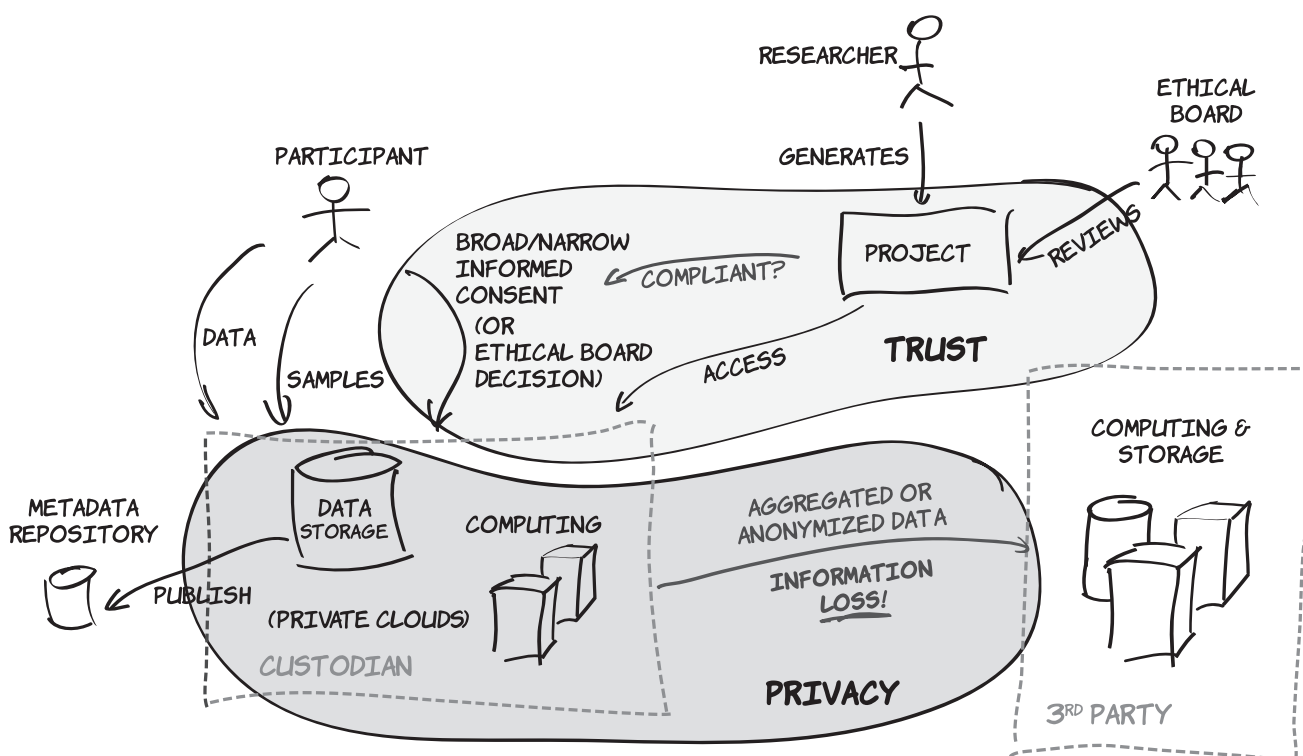 RESEARCHER
ETHICAL
BOARD
PARTICIPANT
GENERATES
REVIEWS
PROJECT
BROAD/NARROW
INFORMED
CONSENT
(OR
ETHICAL BOARD
DECISION)
COMPLIANT?
ACCESS
TRUST
DATA
SAMPLES
COMPUTING &
STORAGE
METADATA
REPOSITORY
DATA
STORAGE
COMPUTING
AGGREGATED OR
ANONYMIZED DATA
INFORMATION
LOSS!
PUBLISH
(PRIVATE CLOUDS)
CUSTODIAN
PRIVACY
3RD PARTY